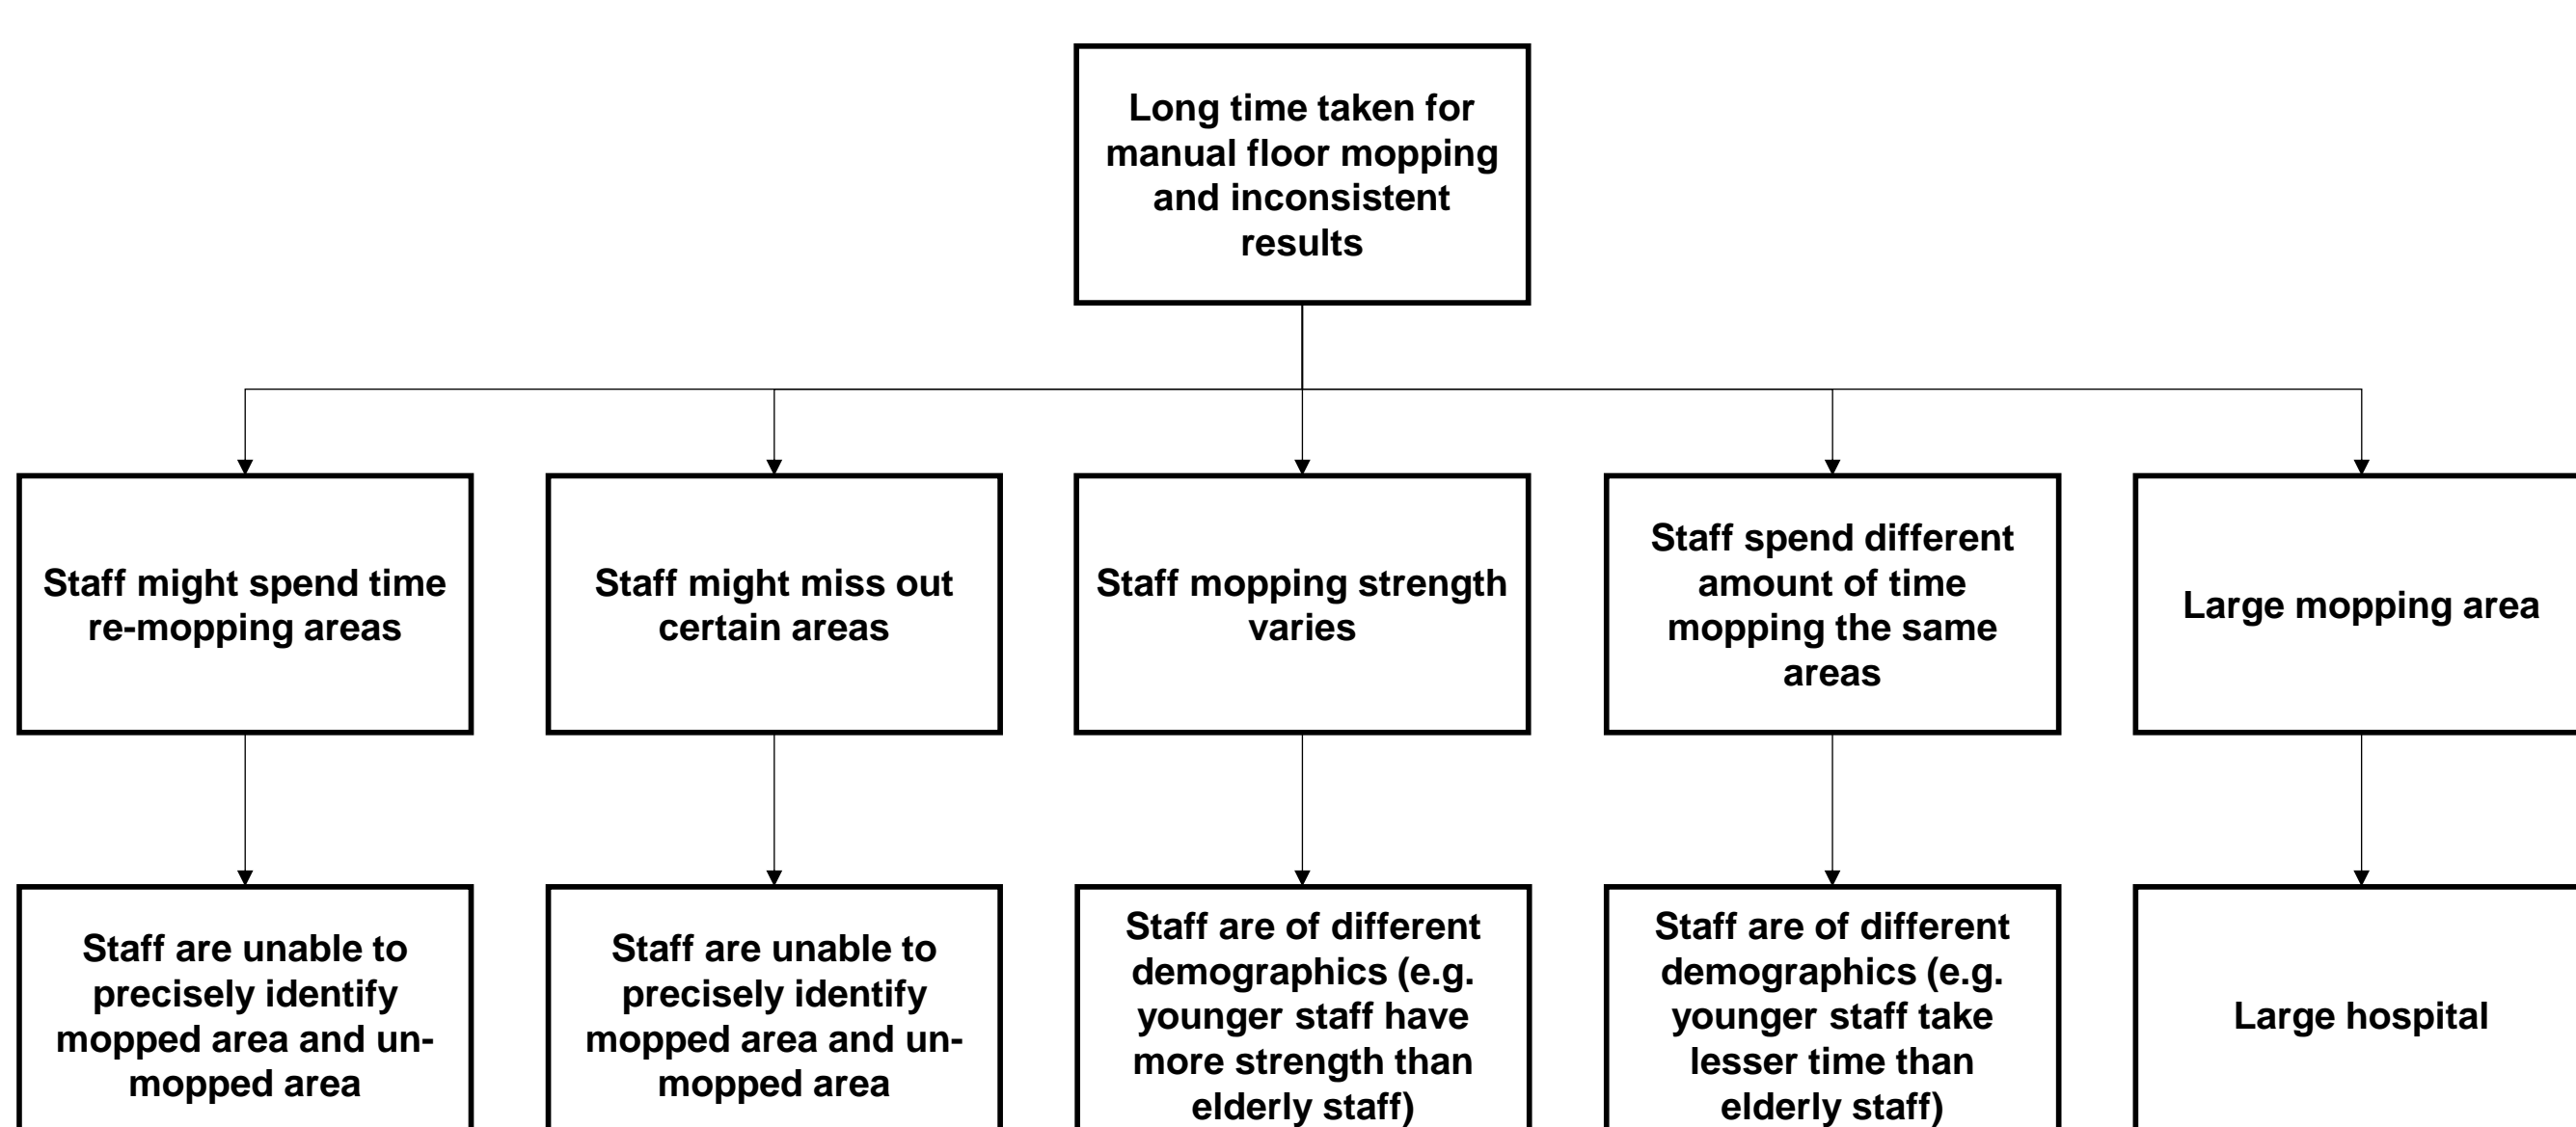 Long time taken for
manual floor mopping
and inconsistent
results
Staff might spend time
re-mopping areas
Staff might miss out
certain areas
Staff mopping strength
varies
Staff spend different
amount of time
mopping the same
areas
Large mopping area
Staff are unable to
precisely identify
mopped area and un-
mopped area
Staff are unable to
precisely identify
mopped area and un-
mopped area
Staff are of different
demographics (e.g.
younger staff have
more strength than
elderly staff)
Staff are of different
demographics (e.g.
younger staff take
lesser time than
elderly staff)
Large hospital